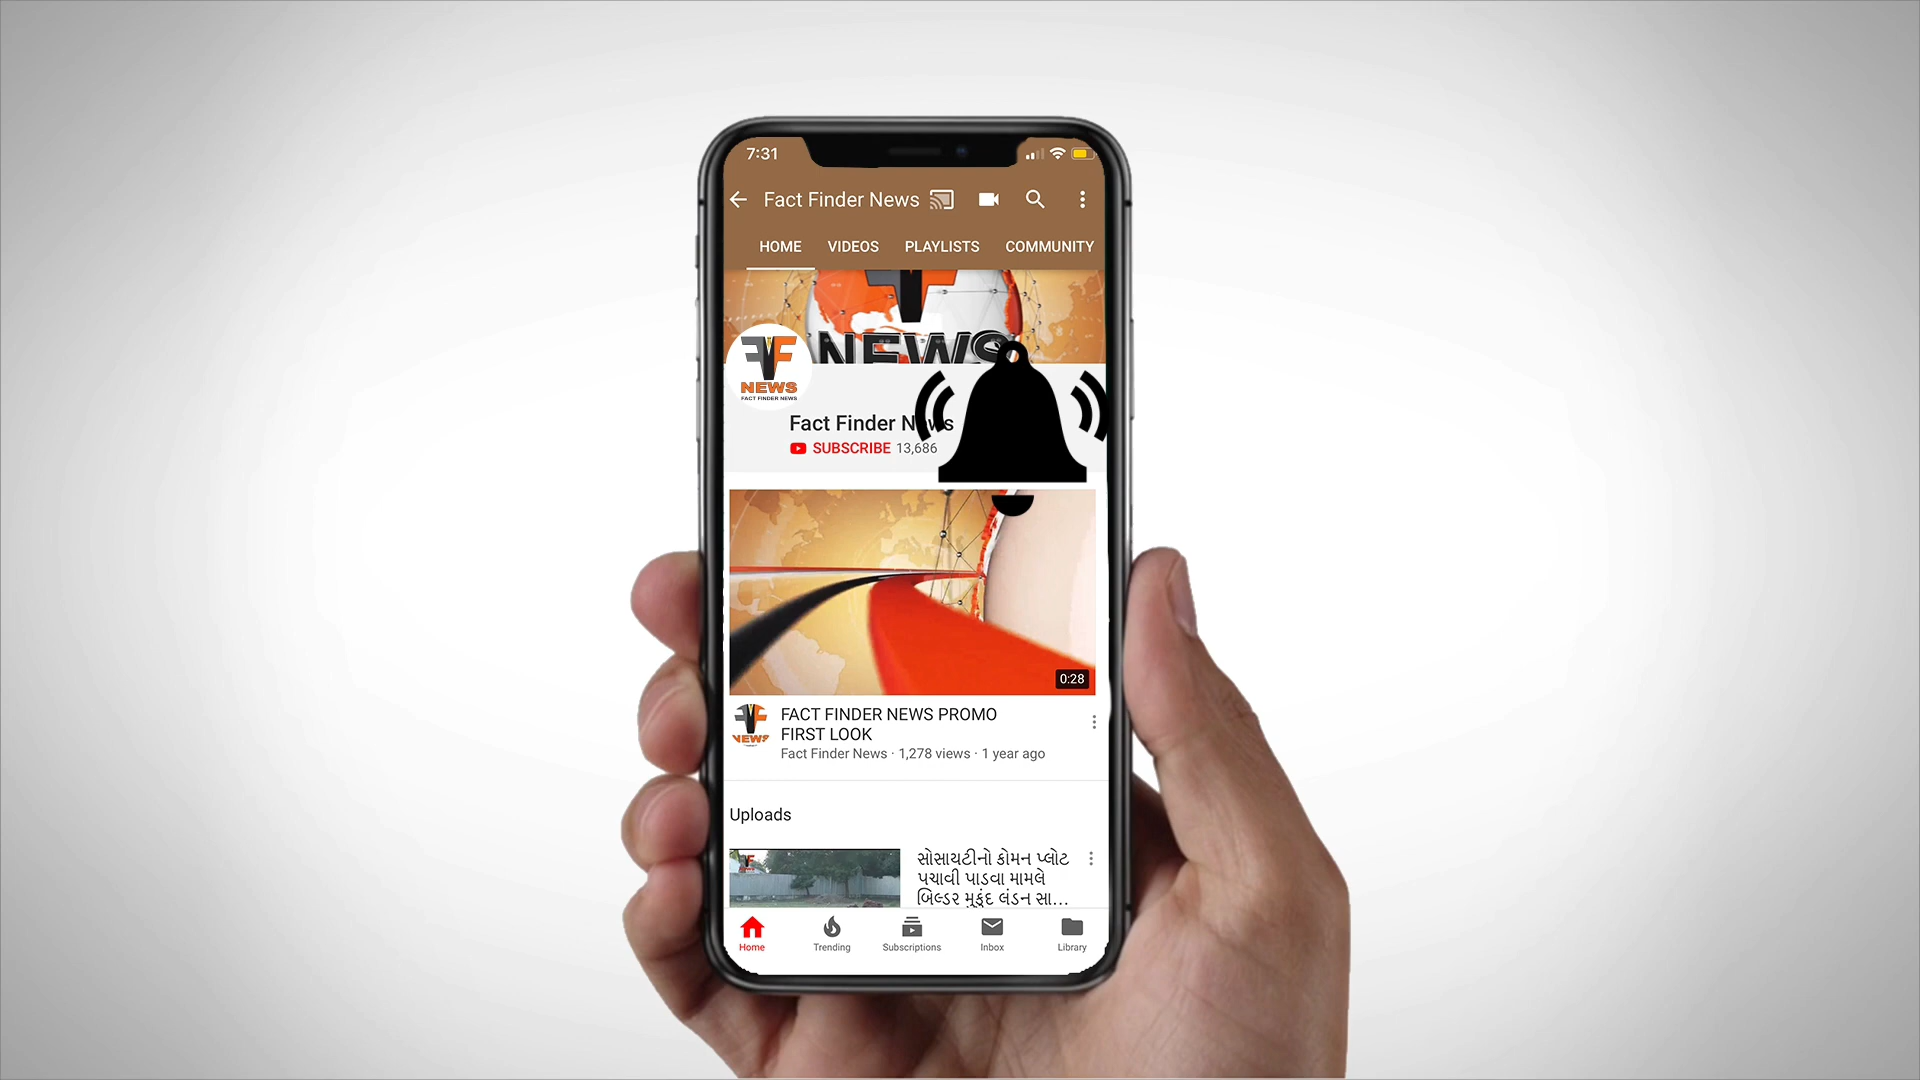 7:31
Fact Finder News
HOME VIDEOS PLAYLISTS COMMUNITY
NEWS
NEWS
FACT FINDER NEWS
Fact Finder News
SUBSCRIBE 13,686
0:28
FACT FINDER NEWS PROMO
FIRST LOOK
Fact Finder News · 1,278 views · 1 year ago
NEWS
Uploads
સોસાયટીનો કોમન પ્લોટ
પચાવી પાડવા મામલે
બિલ્ડર મુકુંદ લંડન સા...
Home Trending Subscriptions Inbox Library